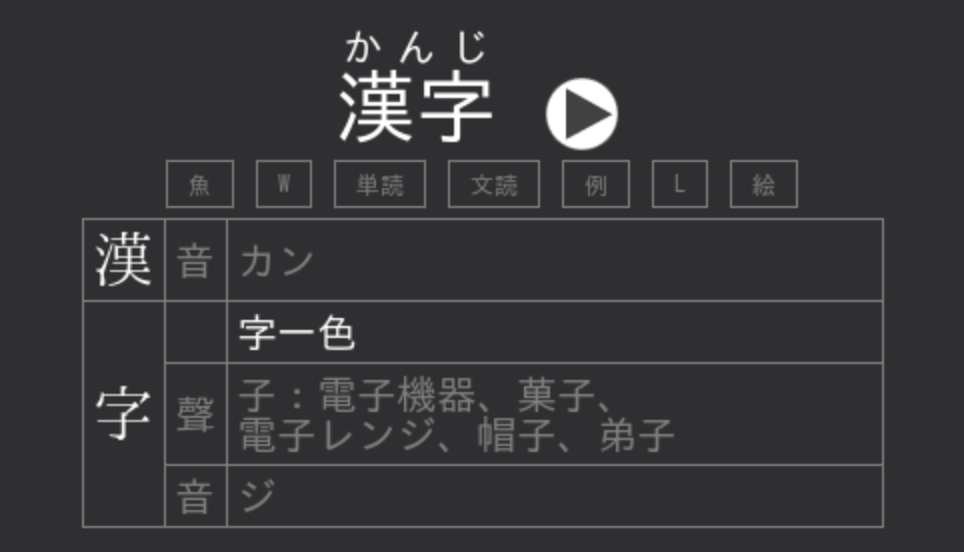 かんじ
漢字
魚 W 単読 文読 例 L 絵
漢 音 カン
字一色
字 聲 子：電子機器、菓子、
電子レンジ、帽子、弟子
音 ジ